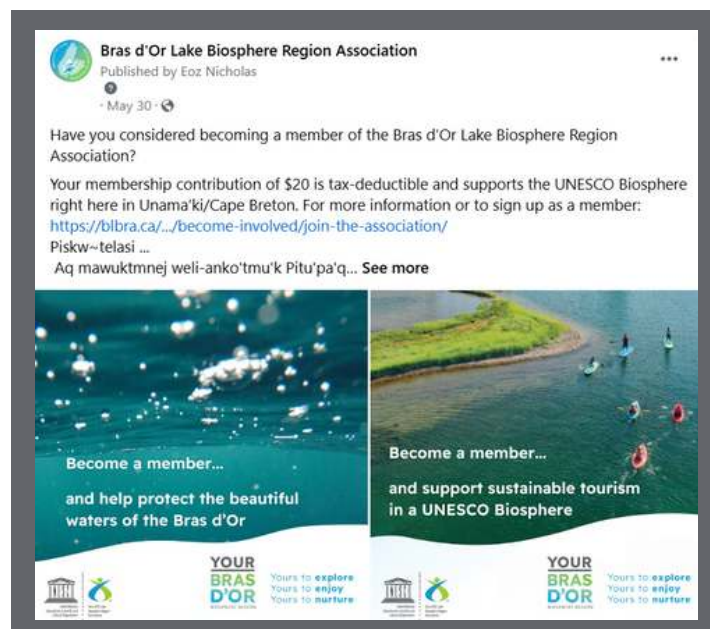 Bras d'Or Lake Biosphere Region Association
Published by Eoz Nicholas
· May 30 ·
Have you considered becoming a member of the Bras d'Or Lake Biosphere Region
Association?
Your membership contribution of $20 is tax-deductible and supports the UNESCO Biosphere
right here in Unama'ki/Cape Breton. For more information or to sign up as a member:
https://blbra.ca/.../become-involved/join-the-association/
Piskw~telasi ...
Aq mawuktmnej weli-anko'tmu'k Pitu'pa'q... See more
Become a member...
and help protect the beautiful
waters of the Bras d'Or
YOUR
BRAS
D'OR
Yours to explore
Yours to enjoy
Yours to nurture
Become a member...
and support sustainable tourism
in a UNESCO Biosphere
YOUR
BRAS
D'OR
Yours to explore
Yours to enjoy
Yours to nurture